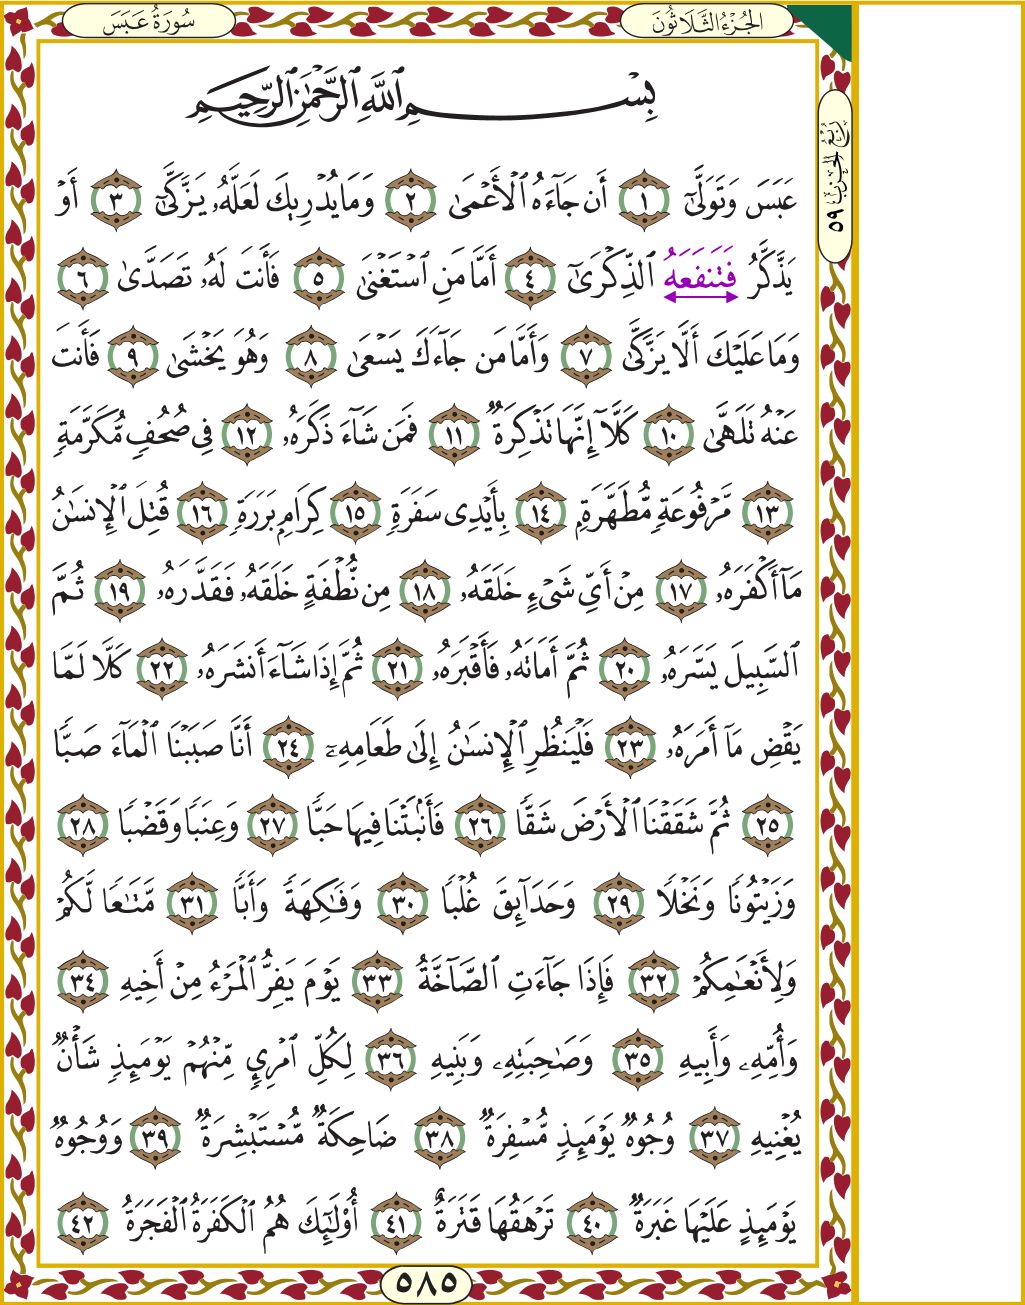 سُورَةُ عَبَسَ
الجُزْءُ الثَّلَاثُونَ
رُبْعُ الْحِزْبِ ٥٩
بِسْمِ ٱللَّهِ ٱلرَّحْمَٰنِ ٱلرَّحِيمِ
عَبَسَ وَتَوَلَّىٰٓ ١ أَن جَآءَهُ ٱلْأَعْمَىٰ ٢ وَمَا يُدْرِيكَ لَعَلَّهُۥ يَزَّكَّىٰٓ ٣ أَوْ
يَذَّكَّرُ فَتَنفَعَهُ ٱلذِّكْرَىٰٓ ٤ أَمَّا مَنِ ٱسْتَغْنَىٰ ٥ فَأَنتَ لَهُۥ تَصَدَّىٰ ٦
وَمَا عَلَيْكَ أَلَّا يَزَّكَّىٰ ٧ وَأَمَّا مَن جَآءَكَ يَسْعَىٰ ٨ وَهُوَ يَخْشَىٰ ٩ فَأَنتَ
عَنْهُ تَلَهَّىٰ ١٠ كَلَّآ إِنَّهَا تَذْكِرَةٌ ١١ فَمَن شَآءَ ذَكَرَهُۥ ١٢ فِى صُحُفٍ مُّكَرَّمَةٍ
١٣ مَّرْفُوعَةٍ مُّطَهَّرَةٍۭ ١٤ بِأَيْدِى سَفَرَةٍ ١٥ كِرَامٍۭ بَرَرَةٍ ١٦ قُتِلَ ٱلْإِنسَٰنُ
مَآ أَكْفَرَهُۥ ١٧ مِنْ أَىِّ شَىْءٍ خَلَقَهُۥ ١٨ مِن نُّطْفَةٍ خَلَقَهُۥ فَقَدَّرَهُۥ ١٩ ثُمَّ
ٱلسَّبِيلَ يَسَّرَهُۥ ٢٠ ثُمَّ أَمَاتَهُۥ فَأَقْبَرَهُۥ ٢١ ثُمَّ إِذَا شَآءَ أَنشَرَهُۥ ٢٢ كَلَّا لَمَّا
يَقْضِ مَآ أَمَرَهُۥ ٢٣ فَلْيَنظُرِ ٱلْإِنسَٰنُ إِلَىٰ طَعَامِهِۦٓ ٢٤ أَنَّا صَبَبْنَا ٱلْمَآءَ صَبًّا
٢٥ ثُمَّ شَقَقْنَا ٱلْأَرْضَ شَقًّا ٢٦ فَأَنۢبَتْنَا فِيهَا حَبًّا ٢٧ وَعِنَبًا وَقَضْبًا ٢٨
وَزَيْتُونًا وَنَخْلًا ٢٩ وَحَدَآئِقَ غُلْبًا ٣٠ وَفَٰكِهَةً وَأَبًّا ٣١ مَّتَٰعًا لَّكُمْ
وَلِأَنْعَٰمِكُمْ ٣٢ فَإِذَا جَآءَتِ ٱلصَّآخَّةُ ٣٣ يَوْمَ يَفِرُّ ٱلْمَرْءُ مِنْ أَخِيهِ ٣٤
وَأُمِّهِۦ وَأَبِيهِ ٣٥ وَصَٰحِبَتِهِۦ وَبَنِيهِ ٣٦ لِكُلِّ ٱمْرِئٍ مِّنْهُمْ يَوْمَئِذٍ شَأْنٌ
يُغْنِيهِ ٣٧ وُجُوهٌ يَوْمَئِذٍ مُّسْفِرَةٌ ٣٨ ضَاحِكَةٌ مُّسْتَبْشِرَةٌ ٣٩ وَوُجُوهٌ
يَوْمَئِذٍ عَلَيْهَا غَبَرَةٌ ٤٠ تَرْهَقُهَا قَتَرَةٌ ٤١ أُو۟لَٰٓئِكَ هُمُ ٱلْكَفَرَةُ ٱلْفَجَرَةُ ٤٢
٥٨٥